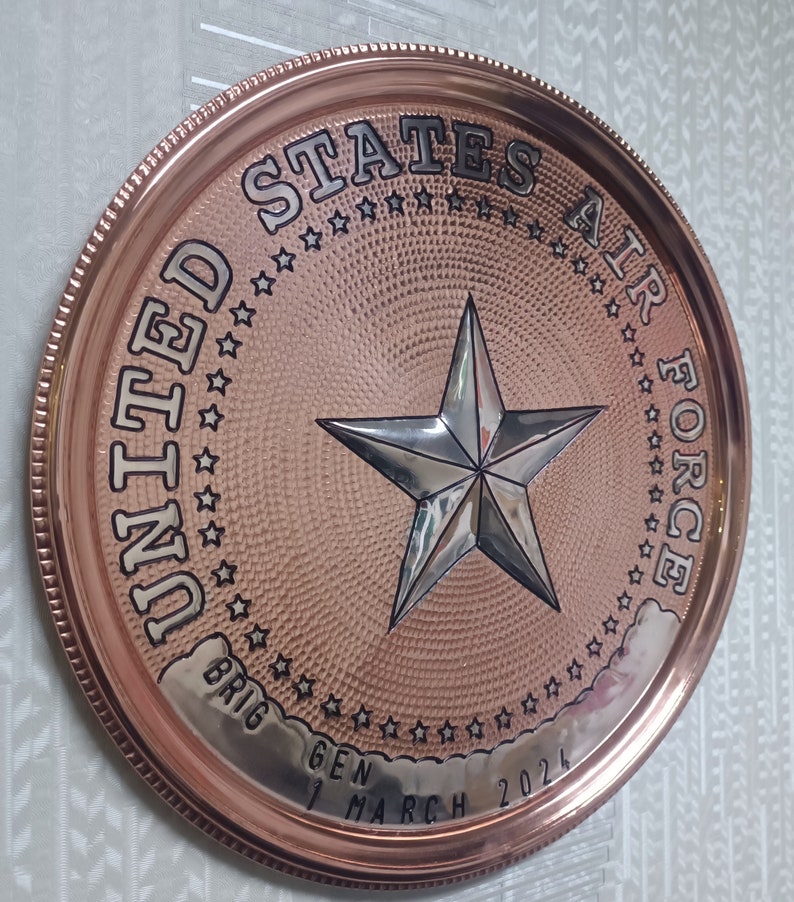 UNITED STATES AIR FORCE
BRIG GEN
1 MARCH 2024